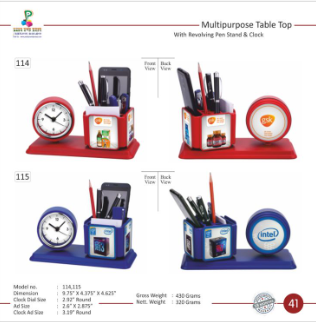 Multipurpose Table Top
With Revolving Pen Stand & Clock
114
Front View
Back View
gsk
115
Front View
Back View
intel
Model no. : 114,115
Dimension : 9.75" X 4.375" X 4.625"
Clock Dial Size : 2.92" Round
Ad Size : 2.6" X 2.875"
Clock Ad Size : 3.19" Round
Gross Weight : 430 Grams
Nett. Weight : 320 Grams
41